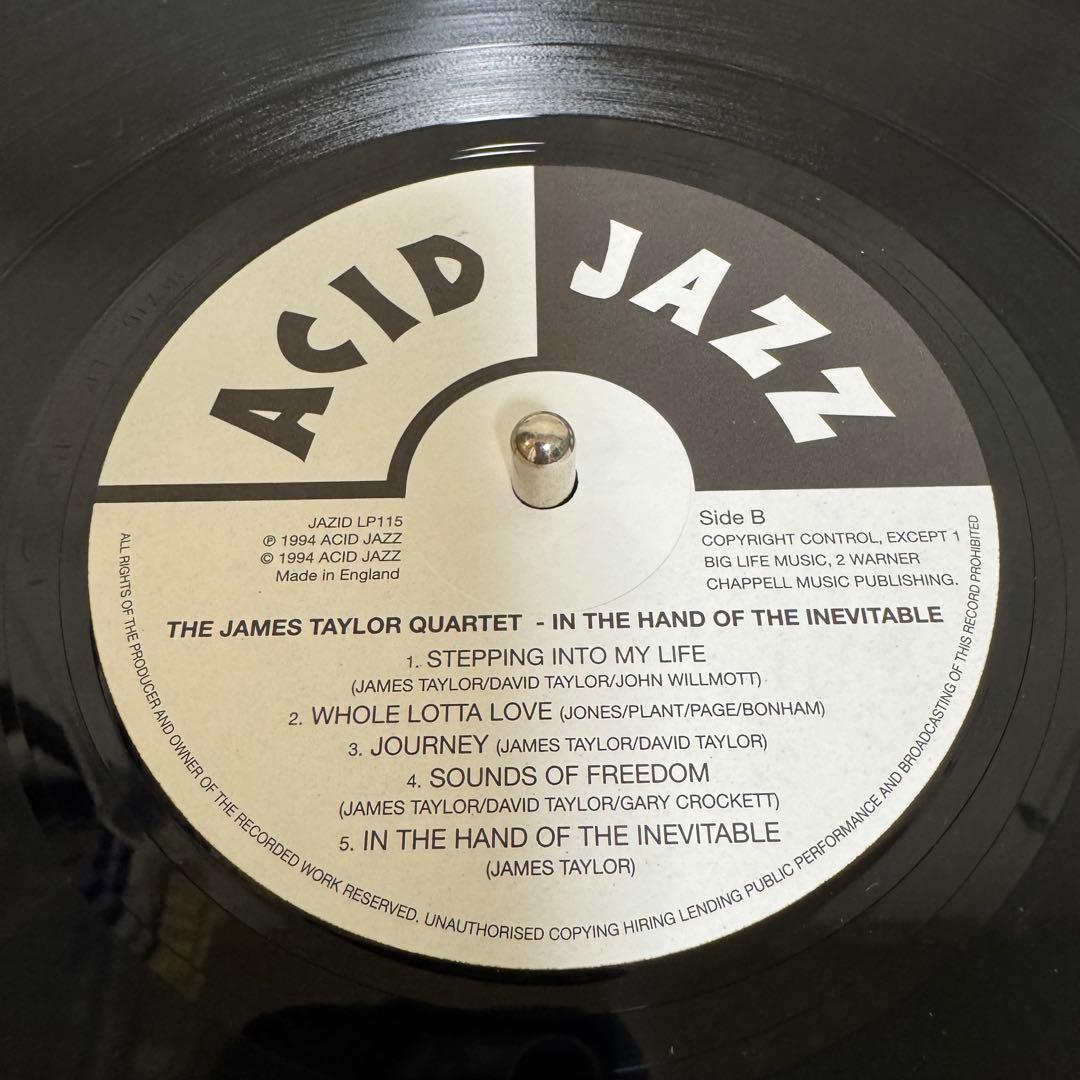 ACID JAZZ
JAZID LP115
℗ 1994 ACID JAZZ
© 1994 ACID JAZZ
Made in England
Side B
COPYRIGHT CONTROL, EXCEPT 1
BIG LIFE MUSIC, 2 WARNER
CHAPPELL MUSIC PUBLISHING.
THE JAMES TAYLOR QUARTET - IN THE HAND OF THE INEVITABLE
1. STEPPING INTO MY LIFE
(JAMES TAYLOR/DAVID TAYLOR/JOHN WILLMOTT)
2. WHOLE LOTTA LOVE (JONES/PLANT/PAGE/BONHAM)
3. JOURNEY (JAMES TAYLOR/DAVID TAYLOR)
4. SOUNDS OF FREEDOM
(JAMES TAYLOR/DAVID TAYLOR/GARY CROCKETT)
5. IN THE HAND OF THE INEVITABLE
(JAMES TAYLOR)
ALL RIGHTS OF THE PRODUCER AND OWNER OF THE RECORDED WORK RESERVED. UNAUTHORISED COPYING HIRING LENDING PUBLIC PERFORMANCE AND BROADCASTING OF THIS RECORD PROHIBITED